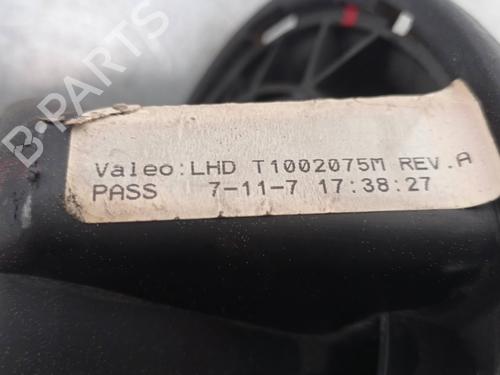 B-PARTS
Valeo:LHD T1002075M REV.A
PASS 7-11-7 17:38:27